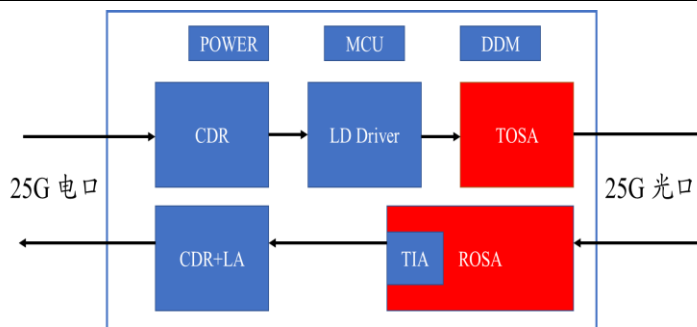 POWER
MCU
DDM
CDR
LD Driver
TOSA
25G 电口
25G 光口
CDR+LA
TIA
ROSA